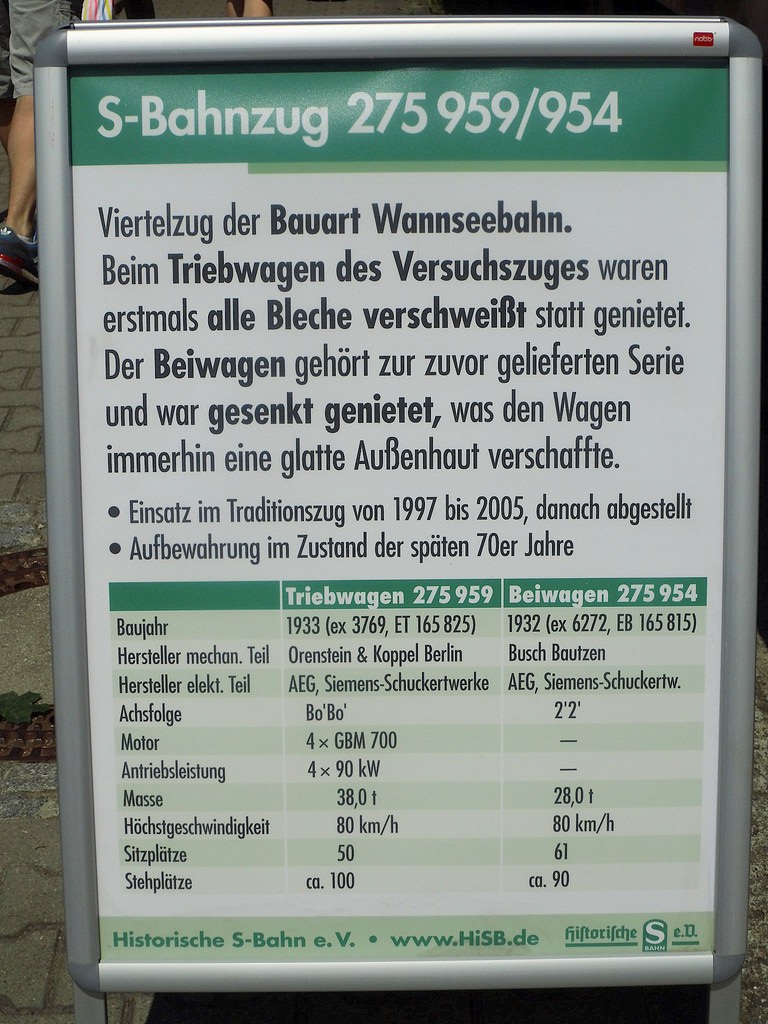 nobo
S-Bahnzug 275 959/954
Viertelzug der Bauart Wannseebahn.
Beim Triebwagen des Versuchszuges waren
erstmals alle Bleche verschweißt statt genietet.
Der Beiwagen gehört zur zuvor gelieferten Serie
und war gesenkt genietet, was den Wagen
immerhin eine glatte Außenhaut verschaffte.
• Einsatz im Traditionszug von 1997 bis 2005, danach abgestellt
• Aufbewahrung im Zustand der späten 70er Jahre
Triebwagen 275 959 Beiwagen 275 954
Baujahr 1933 (ex 3769, ET 165 825) 1932 (ex 6272, EB 165 815)
Hersteller mechan. Teil Orenstein & Koppel Berlin Busch Bautzen
Hersteller elekt. Teil AEG, Siemens-Schuckertwerke AEG, Siemens-Schuckertw.
Achsfolge Bo'Bo' 2'2'
Motor 4 × GBM 700 —
Antriebsleistung 4 × 90 kW —
Masse 38,0 t 28,0 t
Höchstgeschwindigkeit 80 km/h 80 km/h
Sitzplätze 50 61
Stehplätze ca. 100 ca. 90
Historische S-Bahn e. V. • www.HiSB.de Historische S BAHN e.V.